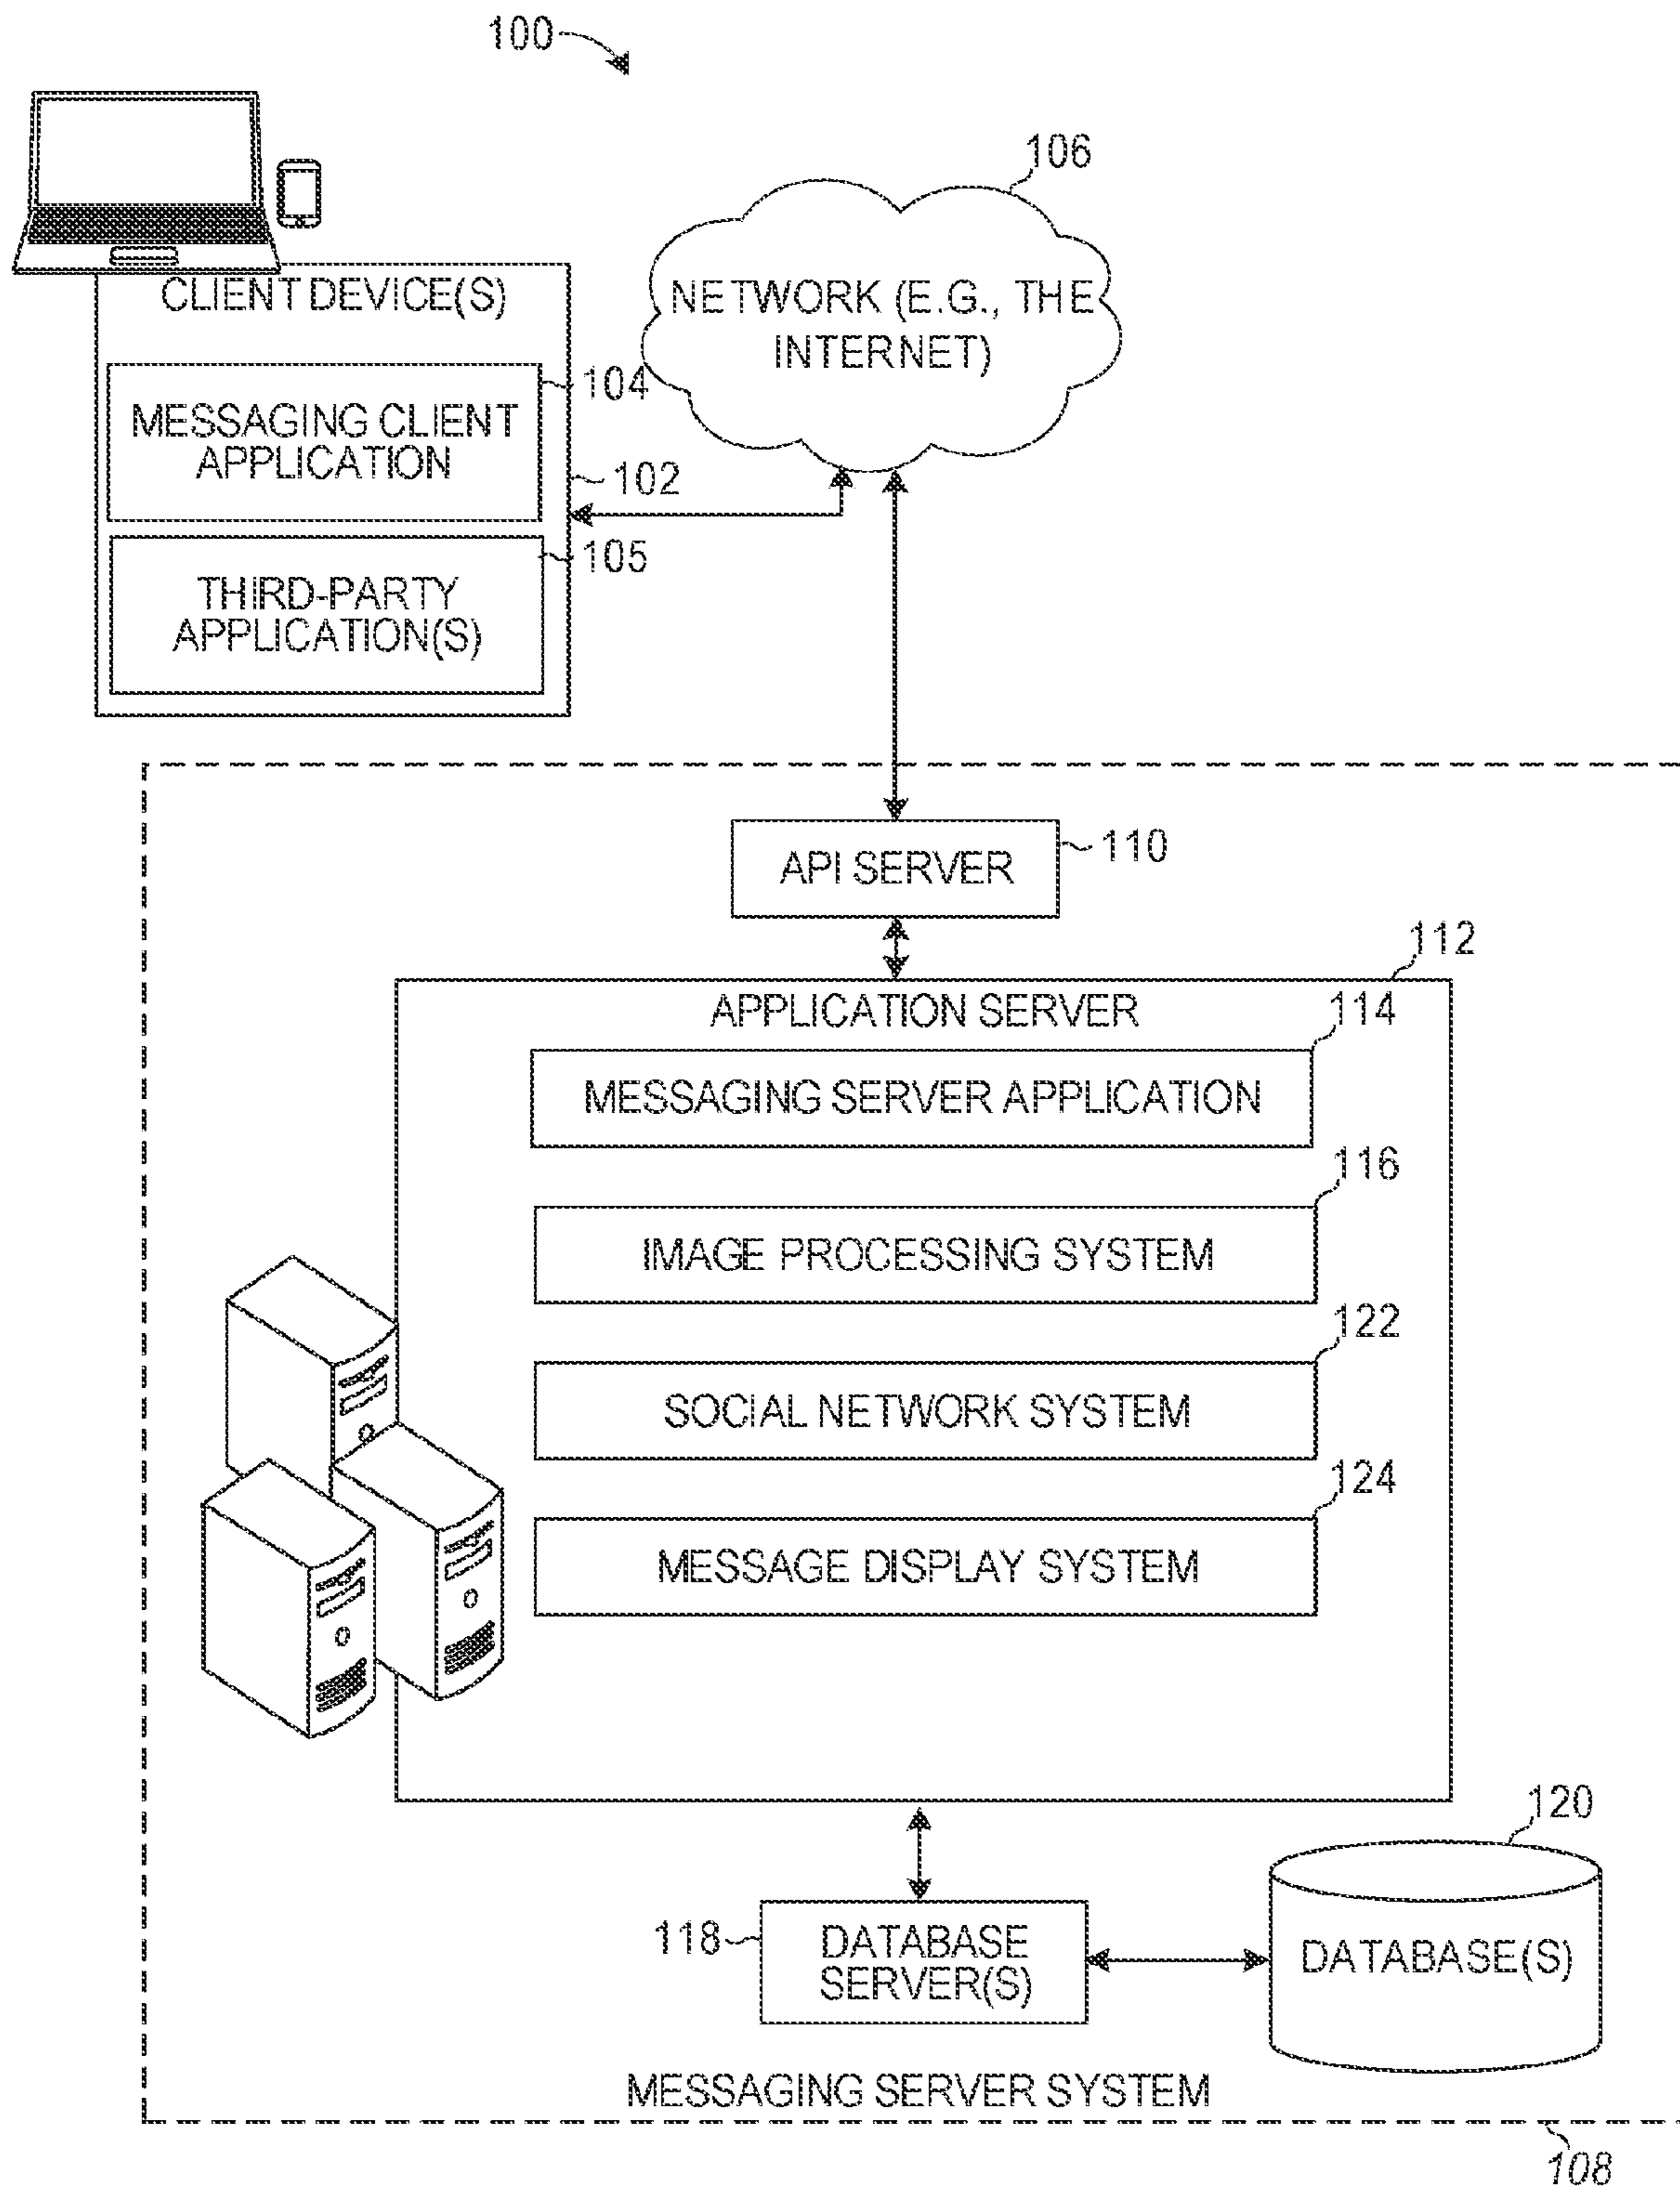 100
106
CLIENT DEVICE(S)
NETWORK (E.G., THE
INTERNET)
104
MESSAGING CLIENT
APPLICATION
102
105
THIRD-PARTY
APPLICATION(S)
API SERVER
110
112
APPLICATION SERVER
114
MESSAGING SERVER APPLICATION
116
IMAGE PROCESSING SYSTEM
122
SOCIAL NETWORK SYSTEM
124
MESSAGE DISPLAY SYSTEM
120
118
DATABASE
SERVER(S)
DATABASE(S)
MESSAGING SERVER SYSTEM
108